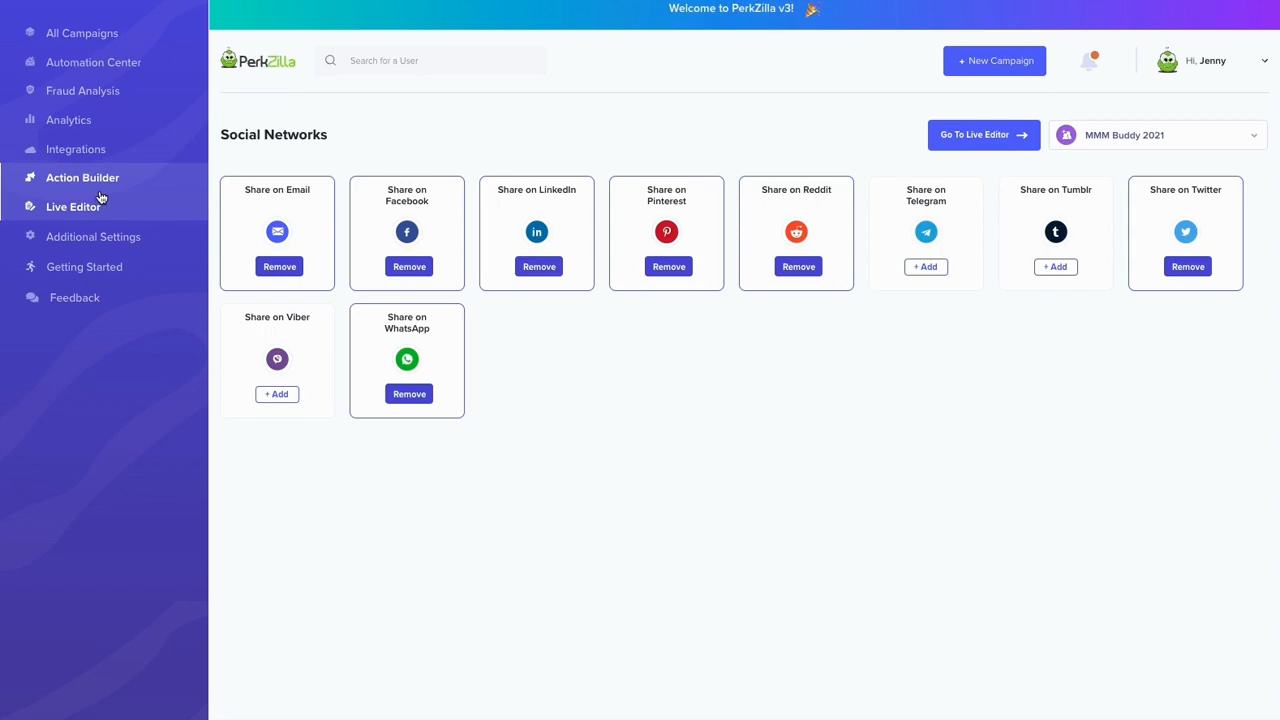 Welcome to PerkZilla v3! 🎉
All Campaigns
Automation Center
Fraud Analysis
Analytics
Integrations
Action Builder
Live Editor
Additional Settings
Getting Started
Feedback
PerkZilla
Search for a User
+ New Campaign
Hi, Jenny
Social Networks
Go To Live Editor →
MMM Buddy 2021
Share on Email
Remove
Share on
Facebook
f
Remove
Share on LinkedIn
in
Remove
Share on
Pinterest
Remove
Share on Reddit
Remove
Share on
Telegram
+ Add
Share on Tumblr
t
+ Add
Share on Twitter
Remove
Share on Viber
+ Add
Share on
WhatsApp
Remove